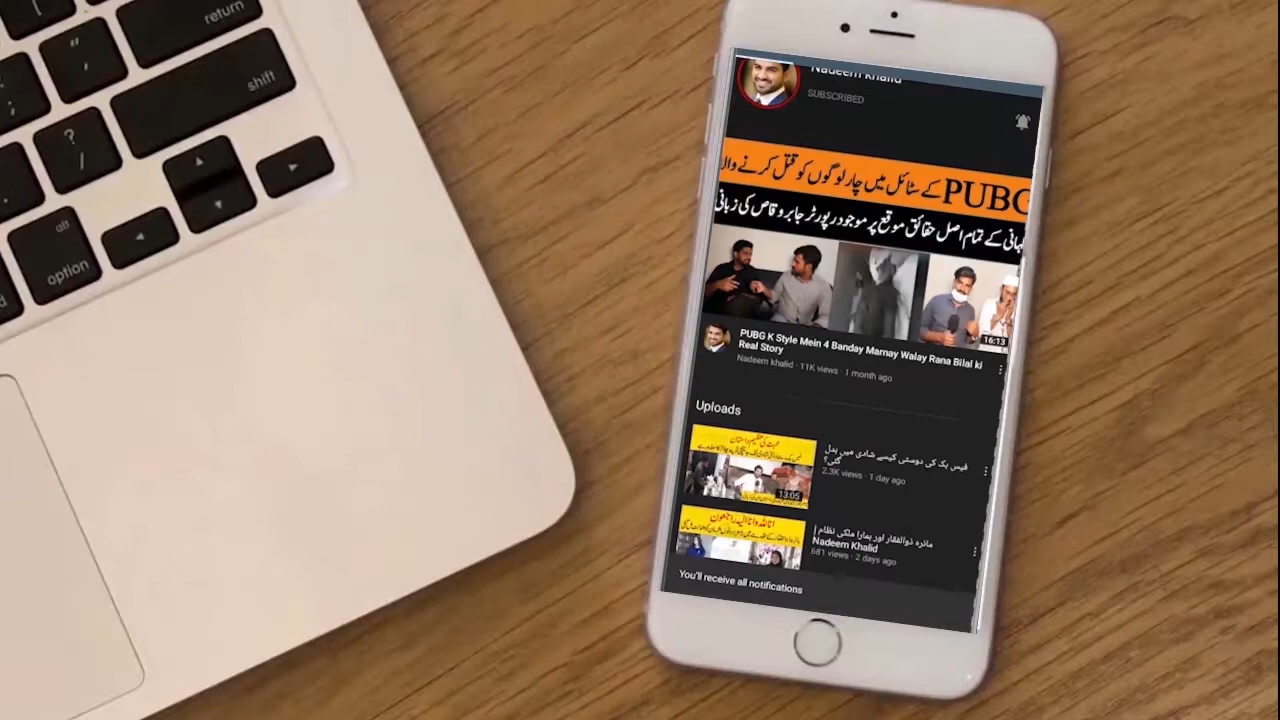 return
shift
alt
option
Nadeem Khalid
SUBSCRIBED
PUBG کے سٹائل میں چار لوگوں کو قتل کرنے وال
کہانی کے تمام اصل حقائق موقع پر موجود رپورٹر جابر وقاص کی زبانی
16:13
PUBG K Style Mein 4 Banday Marnay Walay Rana Bilal ki
Real Story
Nadeem khalid · 11K views · 1 month ago
Uploads
محبت کی عظیم داستان
13:05
فیس بک کی دوستی کیسے شادی میں بدل
گئی؟
2.3K views · 1 day ago
انا للہ وانا الیہ راجعون
مائرہ ذوالفقار اور ہمارا ملکی نظام |
Nadeem Khalid
681 views · 2 days ago
You'll receive all notifications